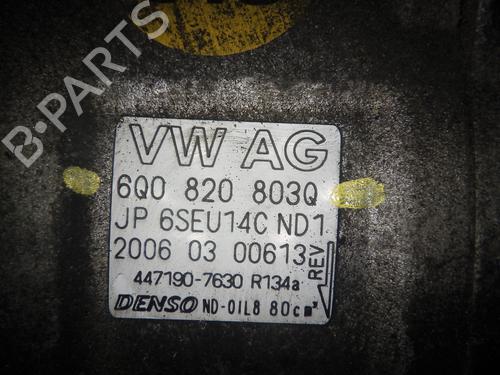 B-PARTS
VW AG
6Q0 820 803Q
JP 6SEU14C ND1
2006 03 00613
REV
447190-7630 R134a
DENSO ND-OIL8 80cm³